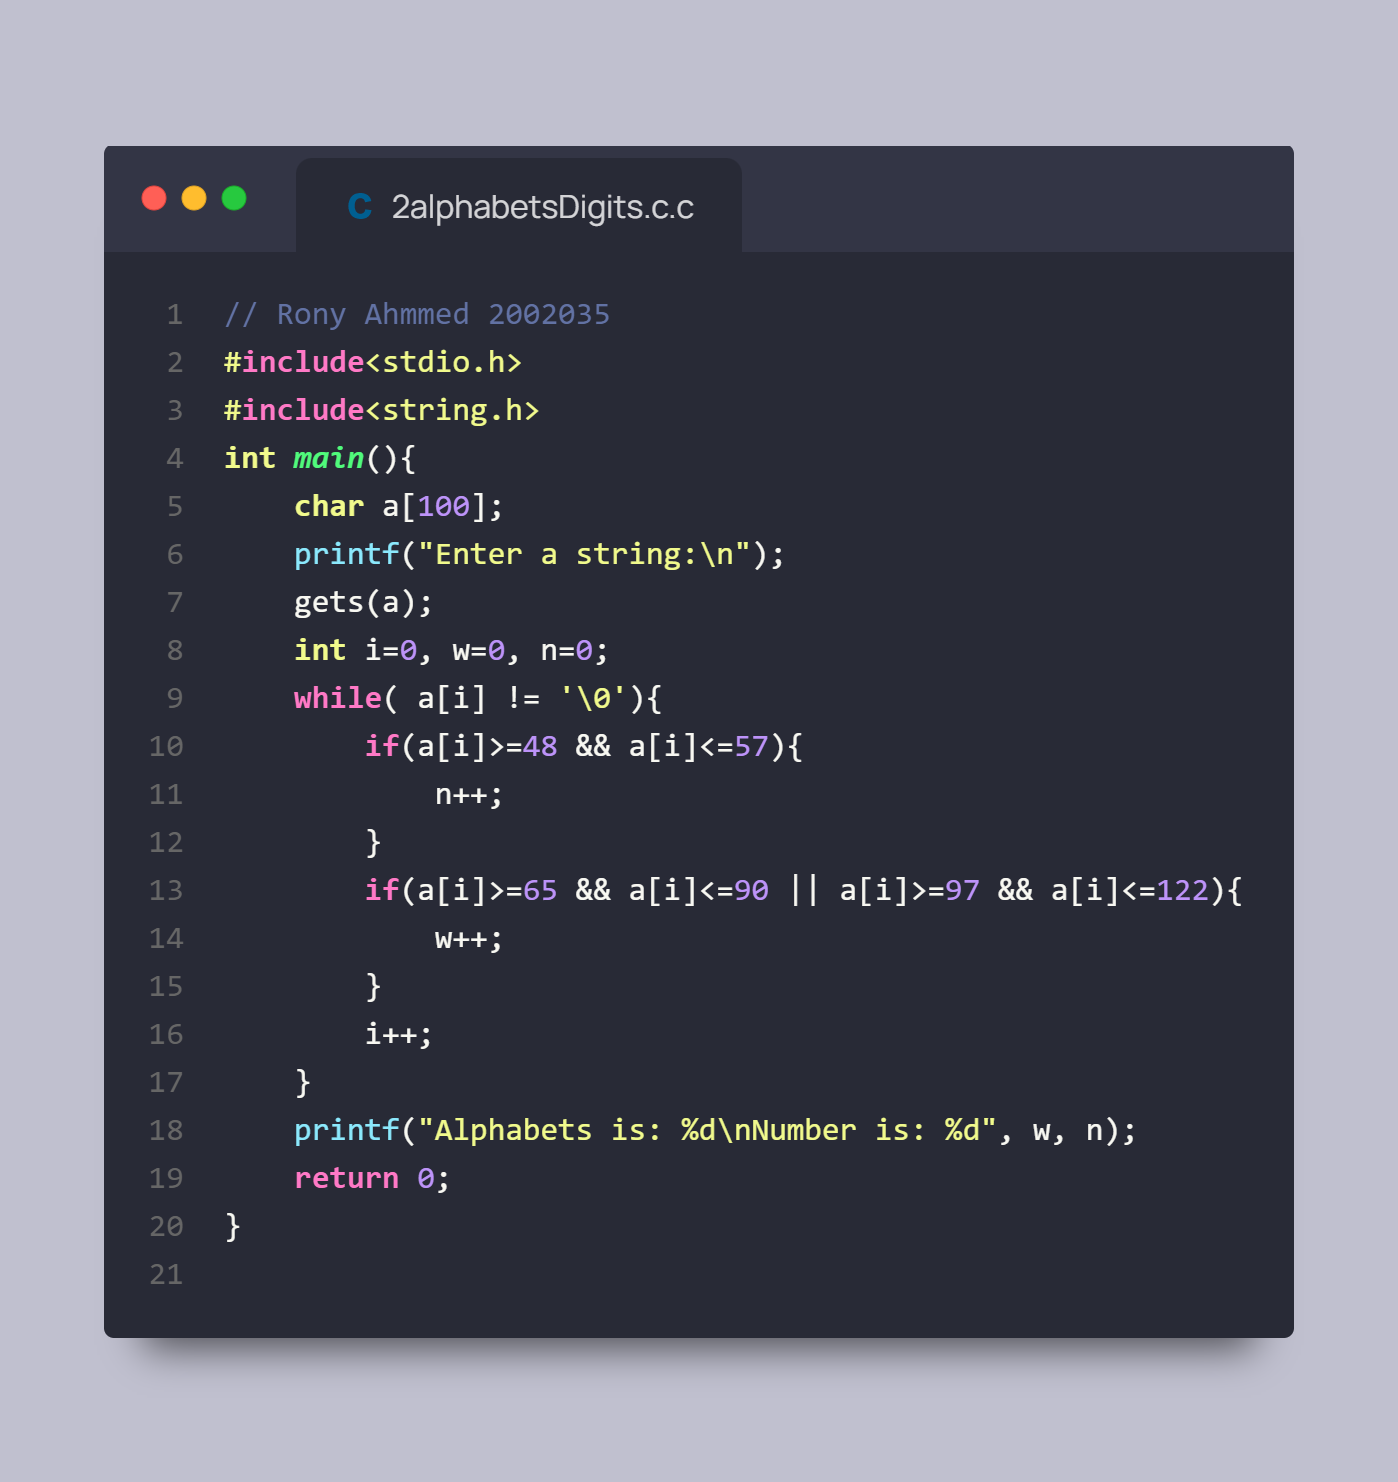 C 2alphabetsDigits.c.c
1 // Rony Ahmmed 2002035
2 #include<stdio.h>
3 #include<string.h>
4 int main(){
5     char a[100];
6     printf("Enter a string:\n");
7     gets(a);
8     int i=0, w=0, n=0;
9     while( a[i] != '\0'){
10         if(a[i]>=48 && a[i]<=57){
11             n++;
12         }
13         if(a[i]>=65 && a[i]<=90 || a[i]>=97 && a[i]<=122){
14             w++;
15         }
16         i++;
17     }
18     printf("Alphabets is: %d\nNumber is: %d", w, n);
19     return 0;
20 }
21